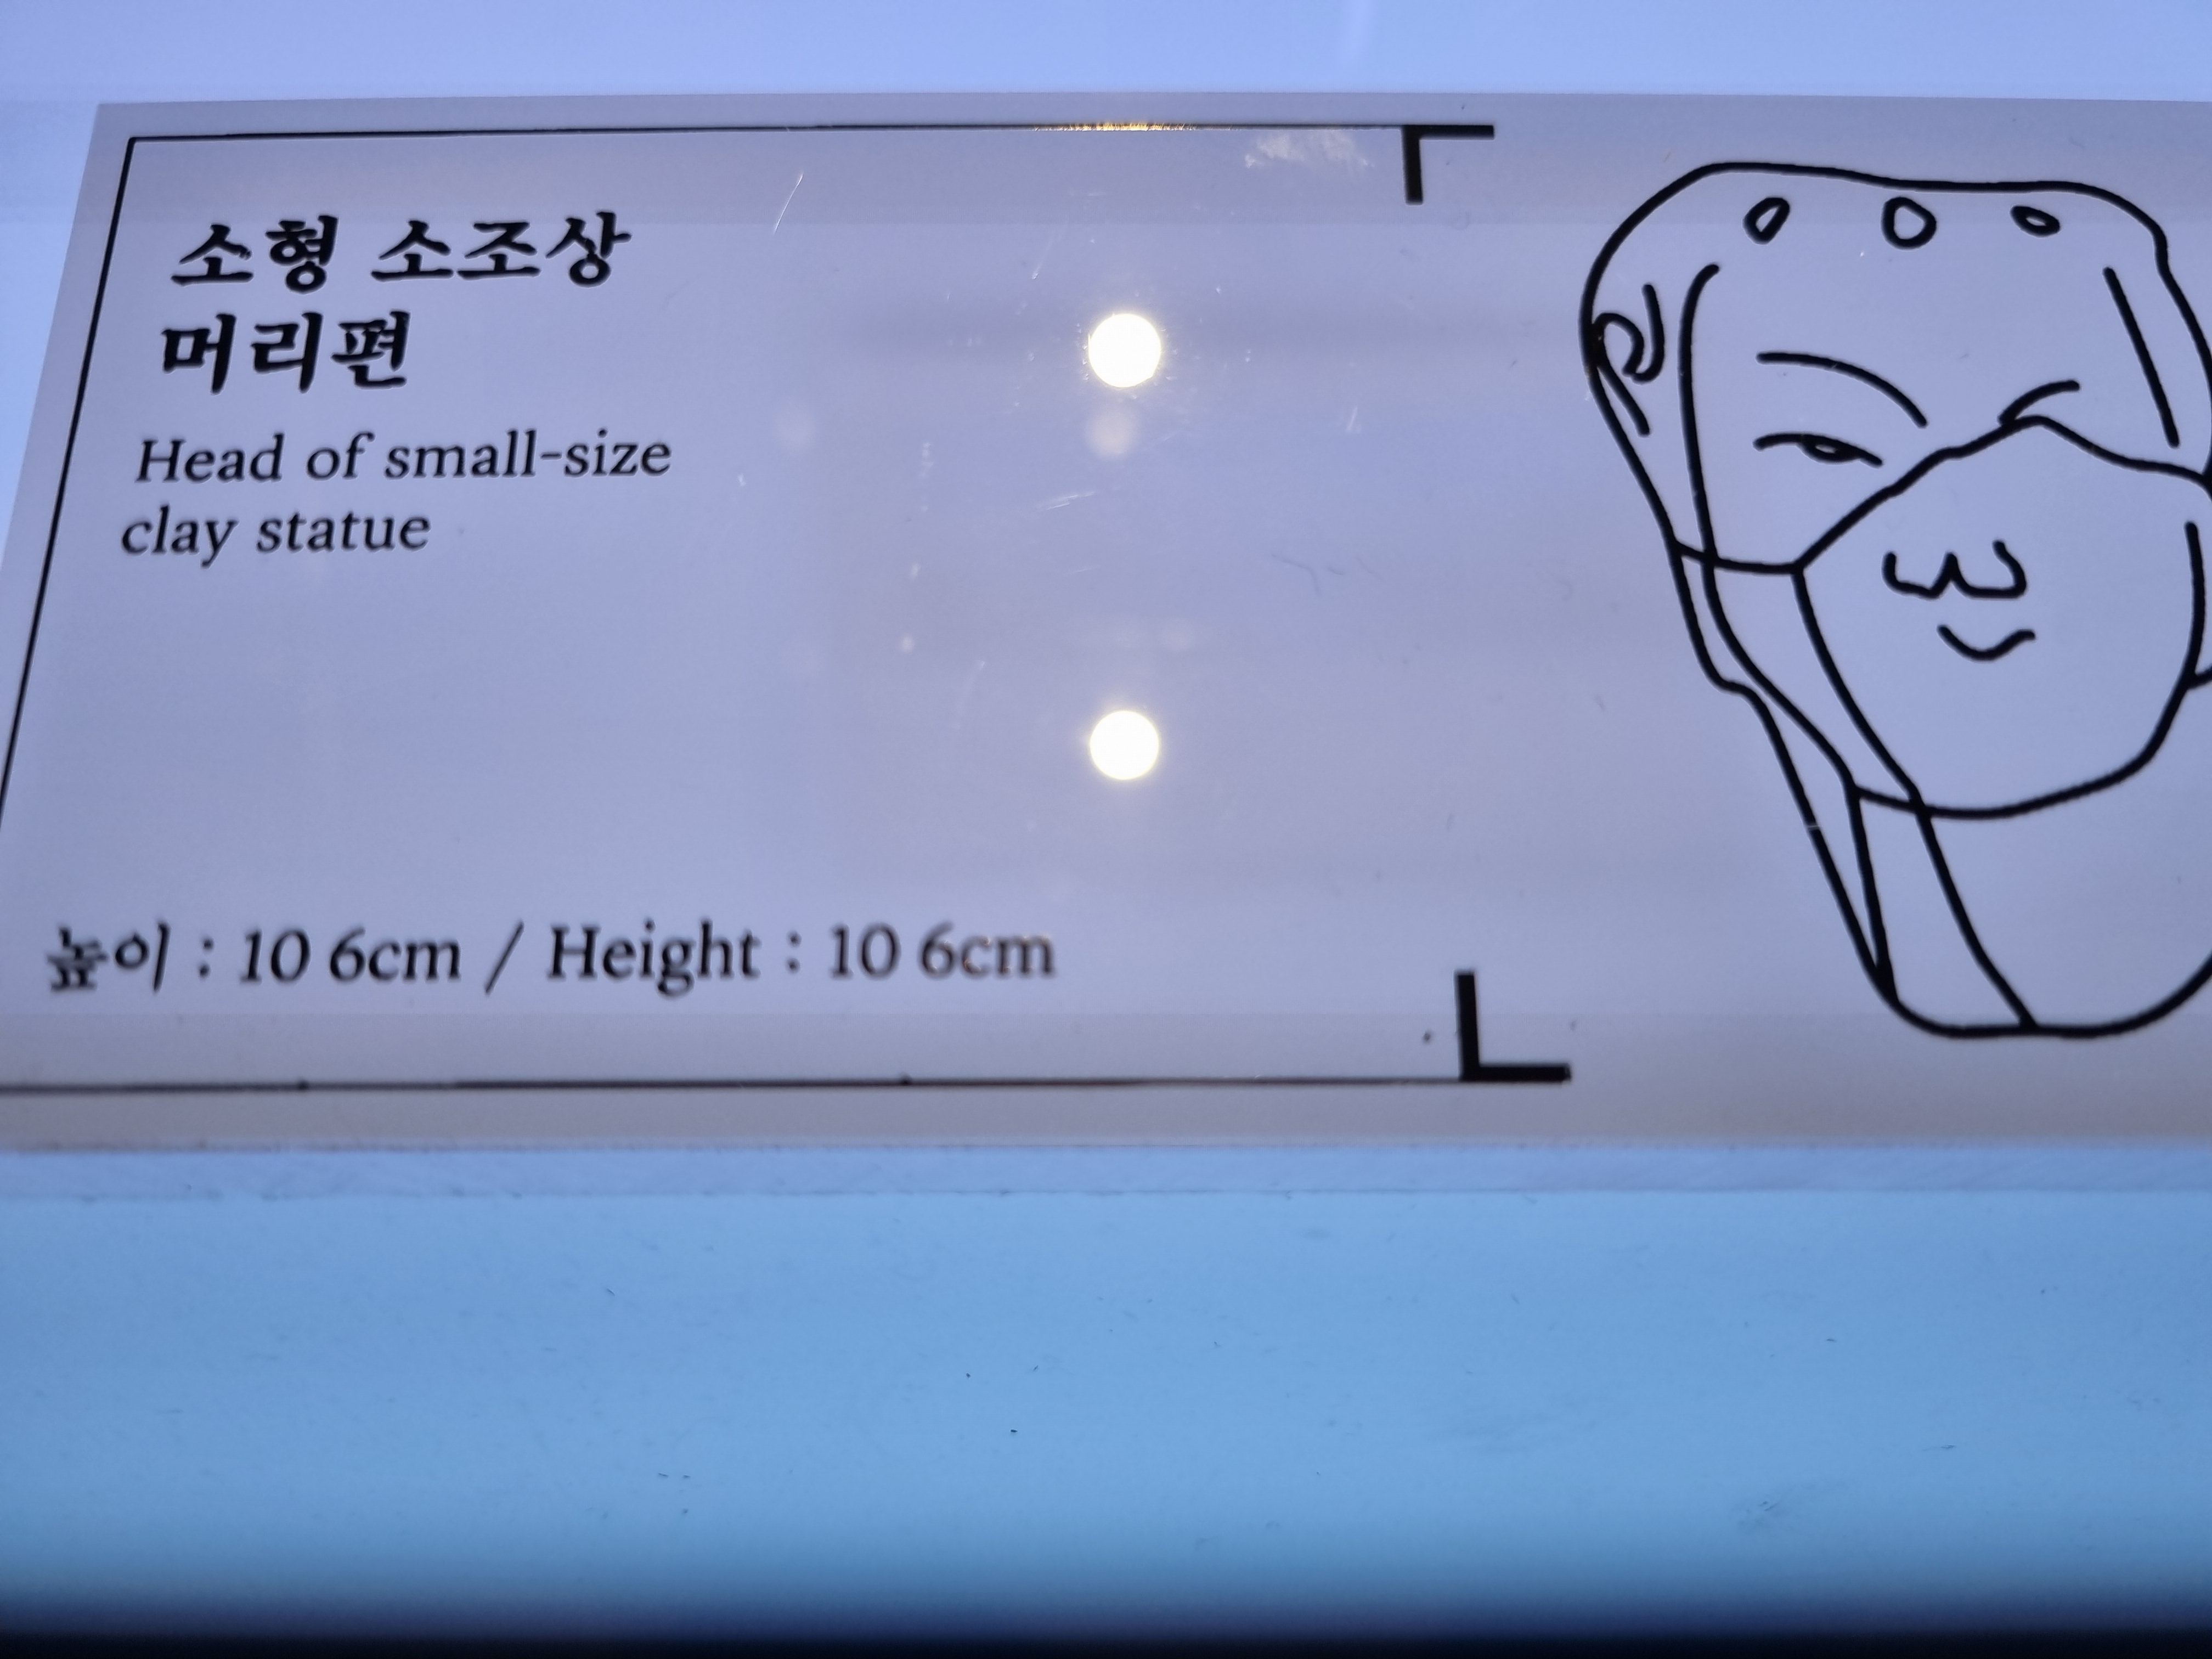 소형 소조상
머리편
Head of small-size
clay statue
높이 : 10 6cm / Height : 10 6cm